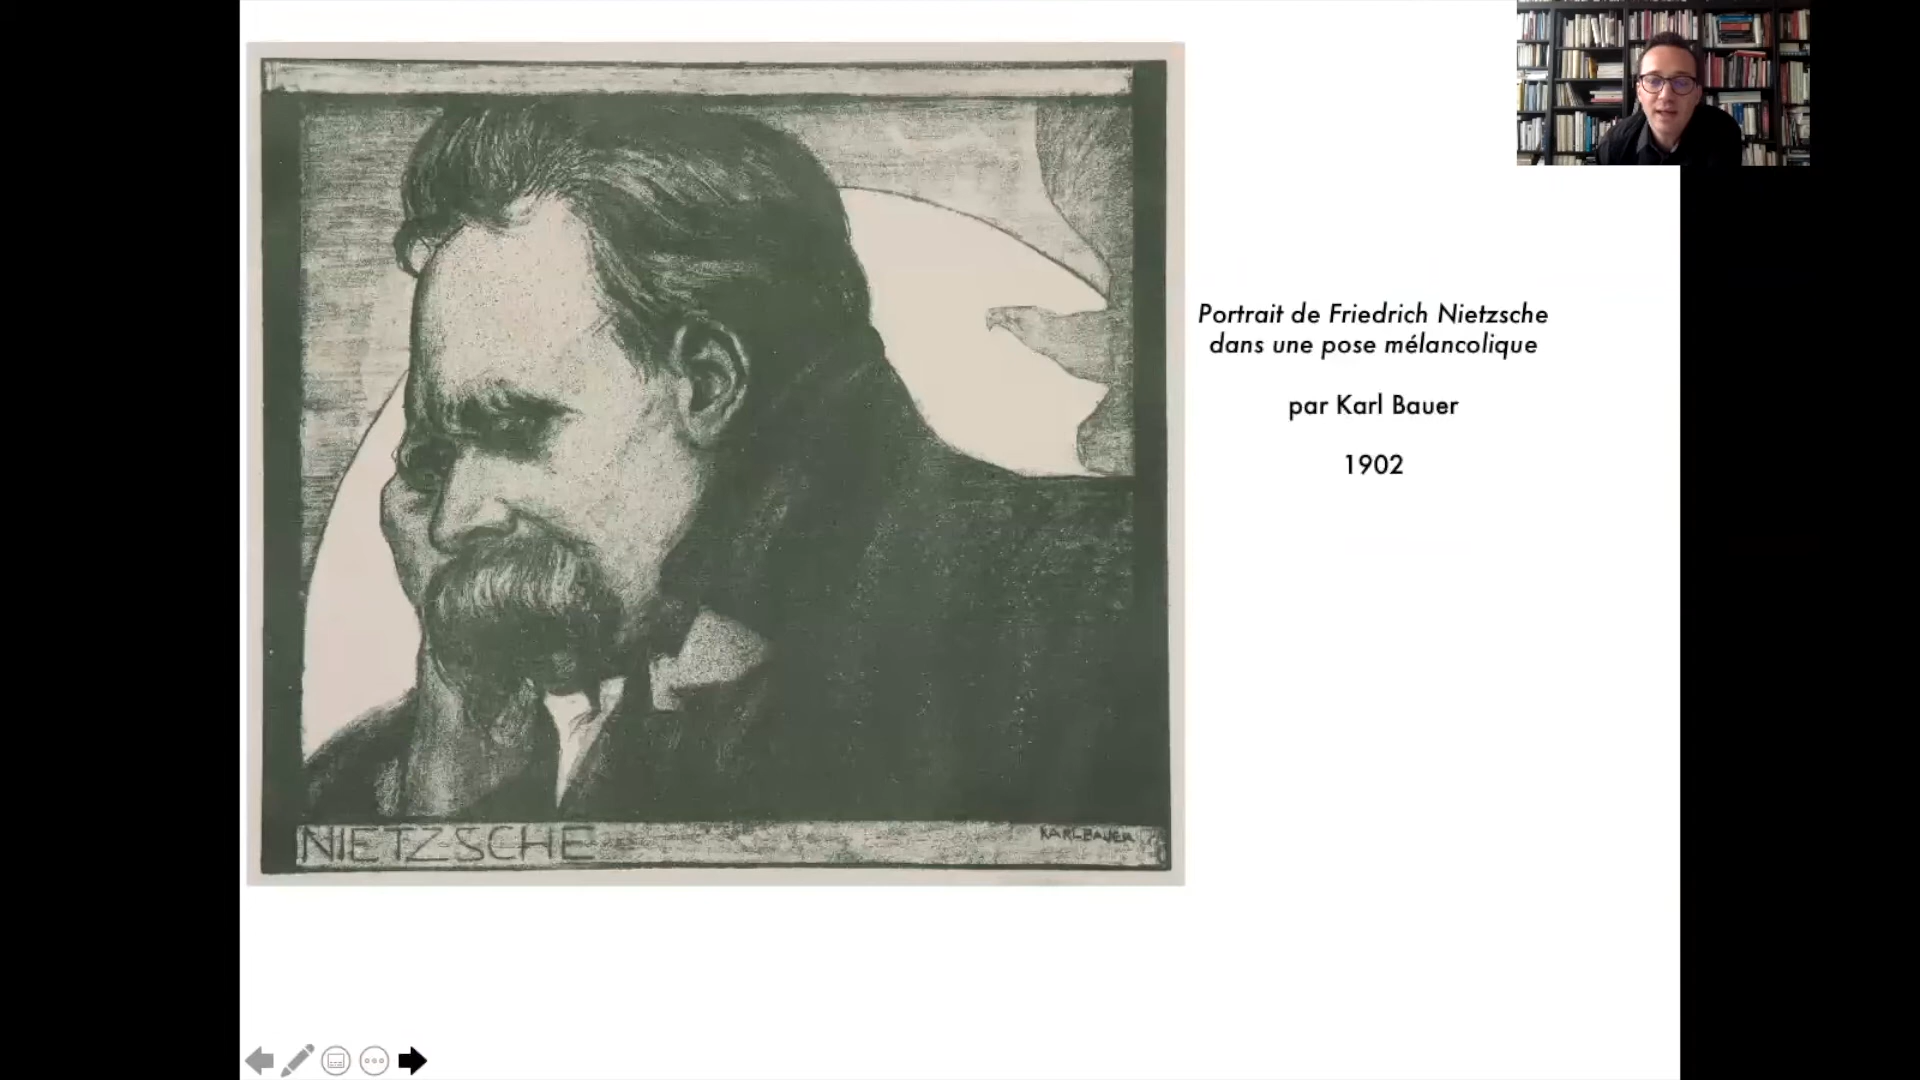 Portrait de Friedrich Nietzsche
dans une pose mélancolique
par Karl Bauer
1902
NIETZSCHE
KARL BAUER